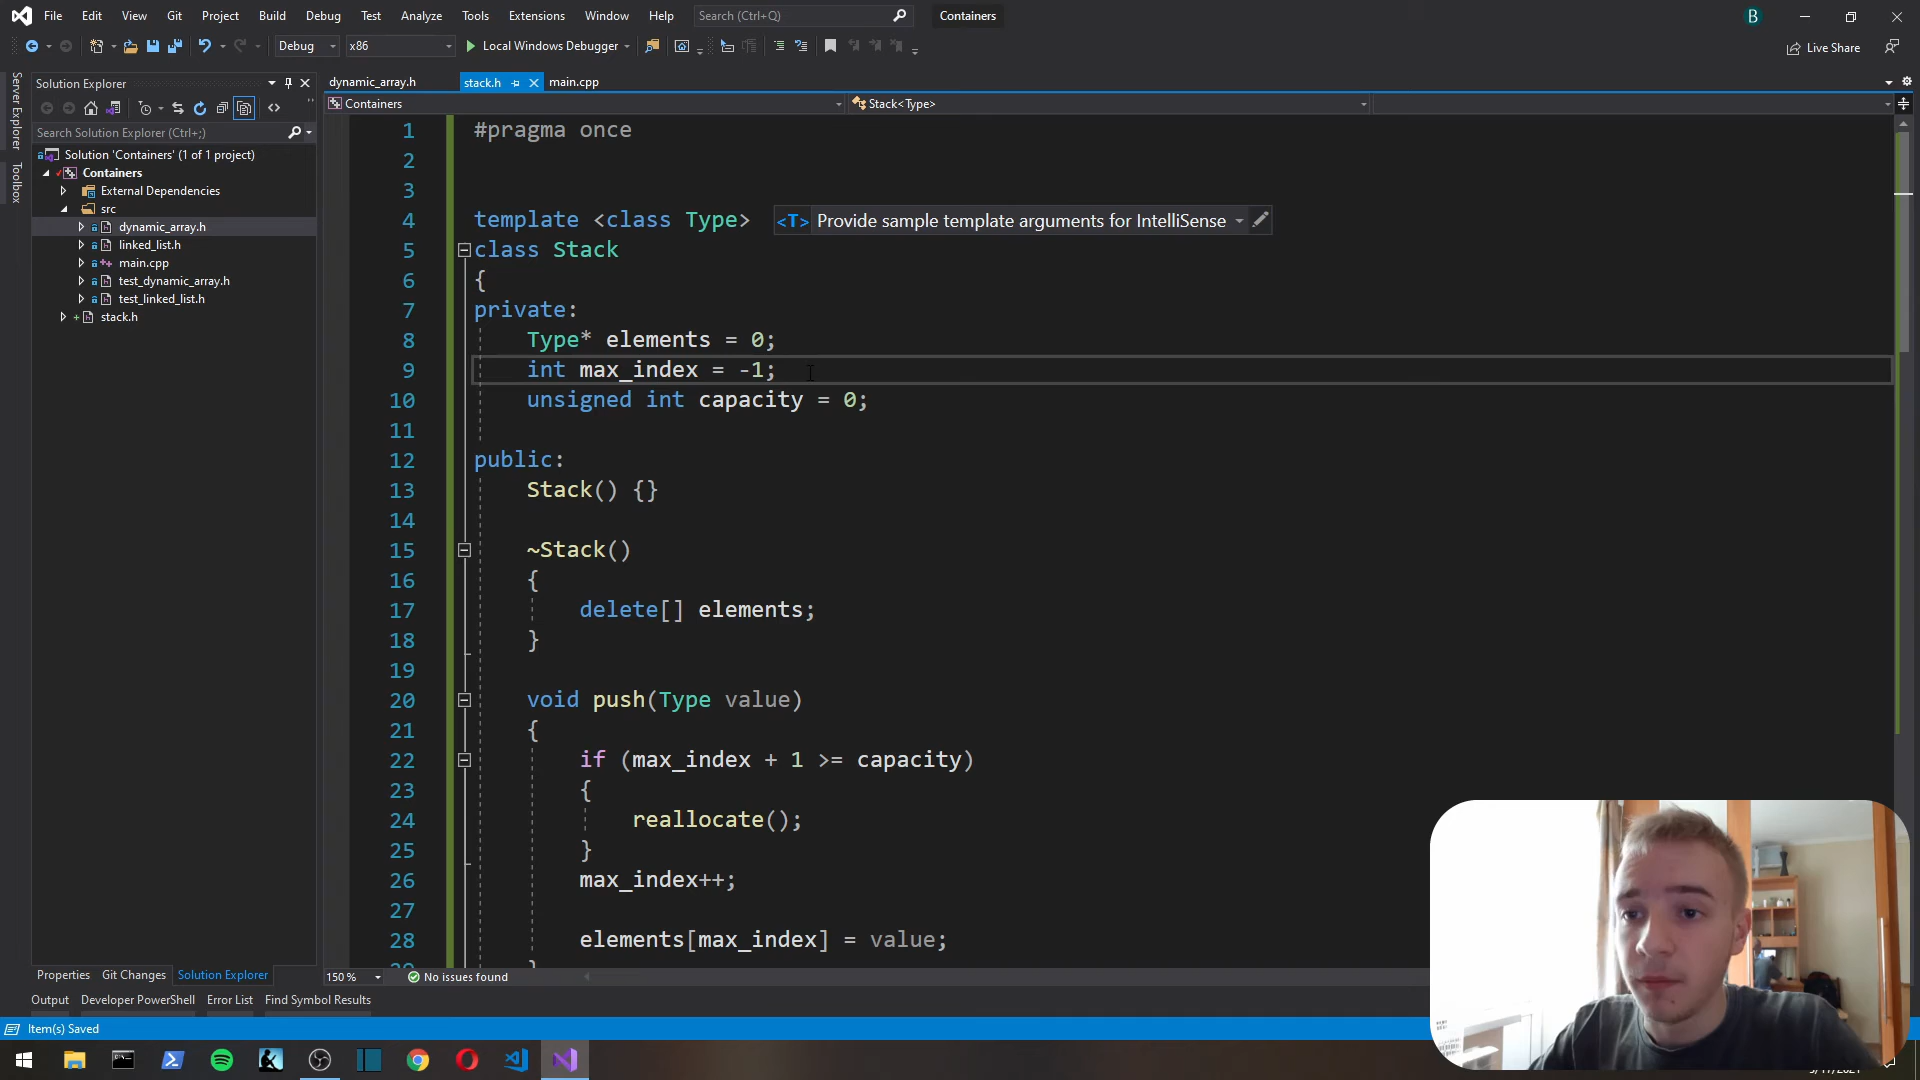 File Edit View Git Project Build Debug Test Analyze Tools Extensions Window Help Search (Ctrl+Q) Containers B
Debug x86 Local Windows Debugger Live Share
Server Explorer
Toolbox
Solution Explorer
Search Solution Explorer (Ctrl+;)
Solution 'Containers' (1 of 1 project)
Containers
External Dependencies
src
dynamic_array.h
linked_list.h
main.cpp
test_dynamic_array.h
test_linked_list.h
stack.h
Properties Git Changes Solution Explorer
dynamic_array.h stack.h main.cpp
Containers Stack<Type>
1 #pragma once
2
3
4 template <class Type> <T> Provide sample template arguments for IntelliSense
5 class Stack
6 {
7 private:
8 Type* elements = 0;
9 int max_index = -1;
10 unsigned int capacity = 0;
11
12 public:
13 Stack() {}
14
15 ~Stack()
16 {
17 delete[] elements;
18 }
19
20 void push(Type value)
21 {
22 if (max_index + 1 >= capacity)
23 {
24 reallocate();
25 }
26 max_index++;
27
28 elements[max_index] = value;
150 % No issues found
Output Developer PowerShell Error List Find Symbol Results
Item(s) Saved